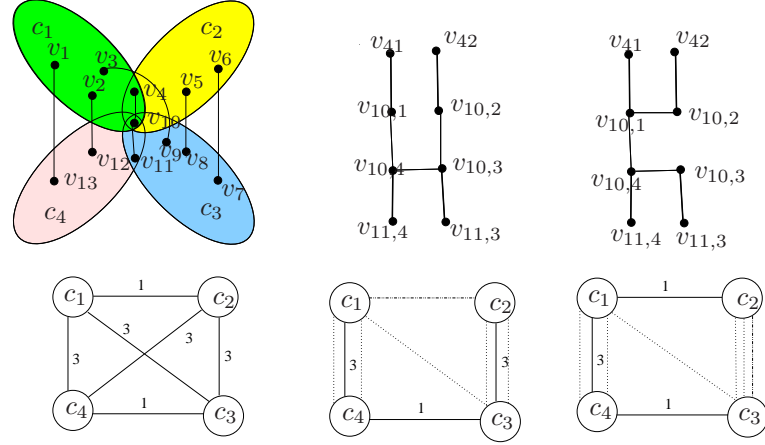 c₁ c₂
v₁ v₃ v₆
v₂ v₄ v₅
v₁₀
v₁₂ v₁₁ v₉ v₈
v₁₃ v₇
c₄ c₃
v₄₁ v₄₂
v₁₀,₁ v₁₀,₂
v₁₀,₄ v₁₀,₃
v₁₁,₄ v₁₁,₃
v₄₁ v₄₂
v₁₀,₁ v₁₀,₂
v₁₀,₄ v₁₀,₃
v₁₁,₄ v₁₁,₃
c₁ 1 c₂
3 3 3 3
c₄ 1 c₃
c₁ c₂
3 3
c₄ 1 c₃
c₁ 1 c₂
3
c₄ 1 c₃